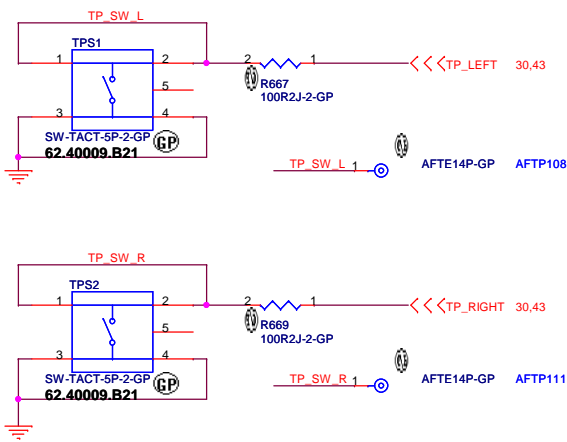 TP_SW_L
TPS1
1 2 2 1
TP_LEFT 30,43
5
R667
100R2J-2-GP
3 4
SW-TACT-5P-2-GP
GP
62.40009.B21
TP_SW_L 1 AFTE14P-GP AFTP108
TP_SW_R
TPS2
1 2 2 1
TP_RIGHT 30,43
5
R669
100R2J-2-GP
3 4
SW-TACT-5P-2-GP
GP
62.40009.B21
TP_SW_R 1 AFTE14P-GP AFTP111